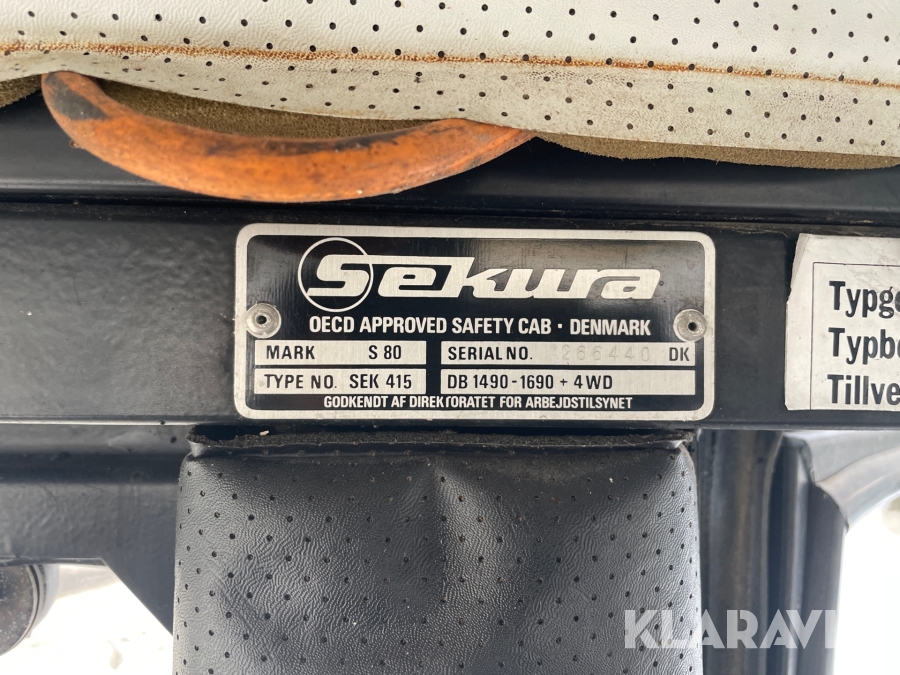 Sekura
OECD APPROVED SAFETY CAB · DENMARK
MARK S 80
SERIAL NO. 266440 DK
TYPE NO. SEK 415
DB 1490-1690 + 4WD
GODKENDT AF DIREKTORATET FOR ARBEJDSTILSYNET
Typge
Typbe
Tillve
KLARAVI